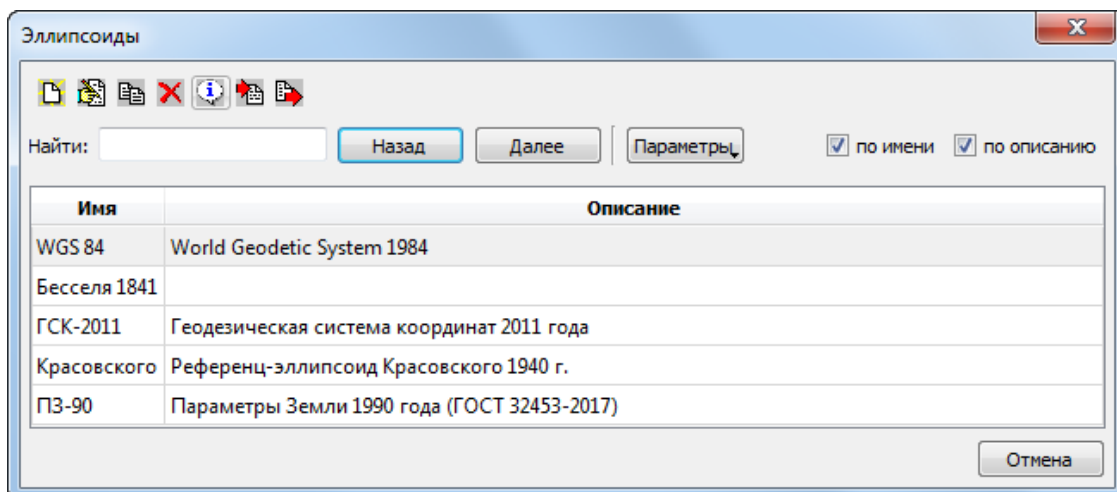 Эллипсоиды
Найти: Назад Далее Параметры по имени по описанию
Имя Описание
WGS 84 World Geodetic System 1984
Бесселя 1841
ГСК-2011 Геодезическая система координат 2011 года
Красовского Референц-эллипсоид Красовского 1940 г.
ПЗ-90 Параметры Земли 1990 года (ГОСТ 32453-2017)
Отмена